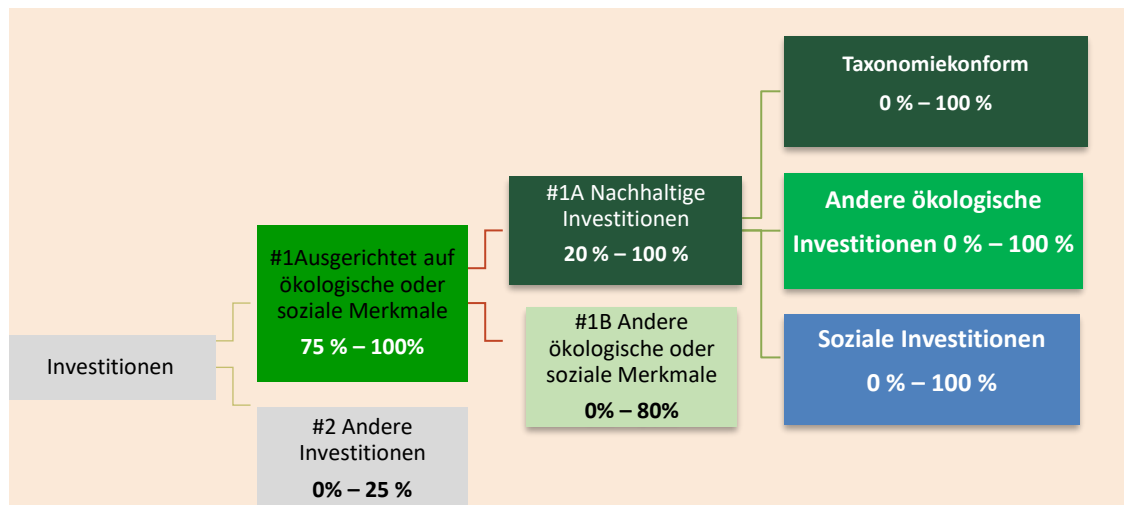 Investitionen
#1Ausgerichtet auf
ökologische oder
soziale Merkmale
75 % – 100%
#2 Andere
Investitionen
0% – 25 %
#1A Nachhaltige
Investitionen
20 % – 100 %
#1B Andere
ökologische oder
soziale Merkmale
0% – 80%
Taxonomiekonform
0 % – 100 %
Andere ökologische
Investitionen 0 % – 100 %
Soziale Investitionen
0 % – 100 %